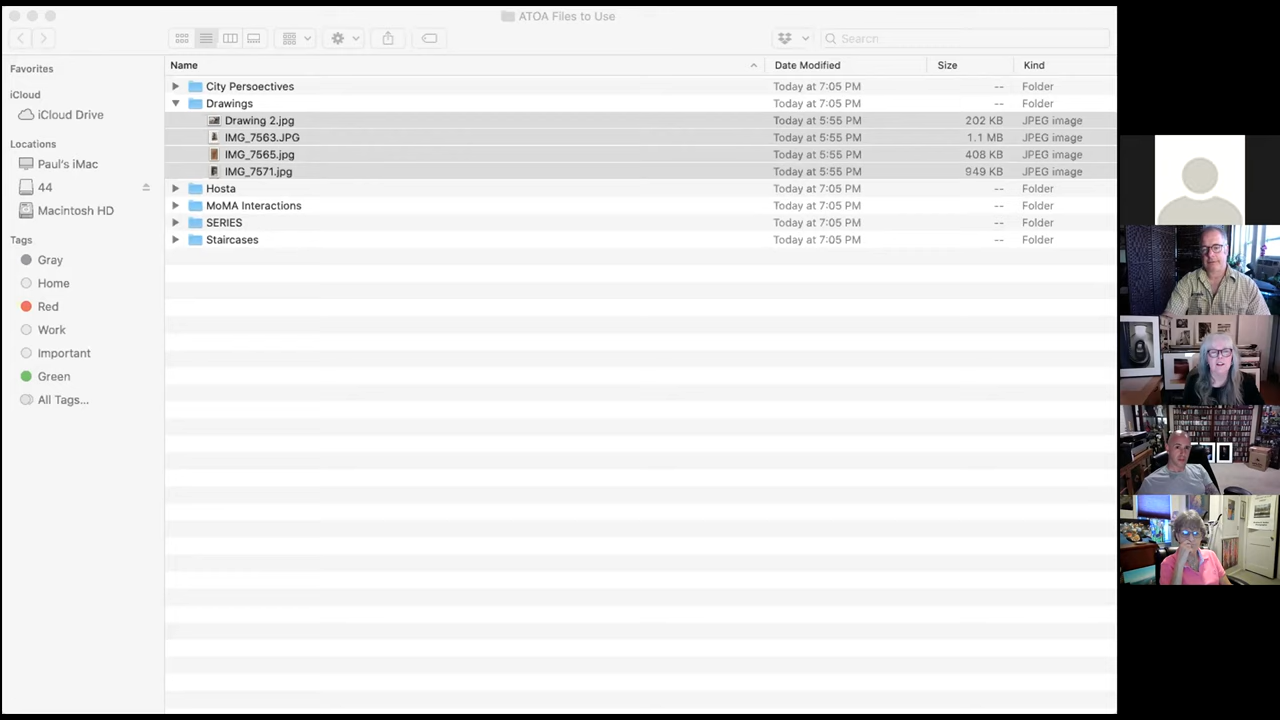 ATOA Files to Use
Search
Favorites
iCloud
iCloud Drive
Locations
Paul's iMac
44
Macintosh HD
Tags
Gray
Home
Red
Work
Important
Green
All Tags...
Name Date Modified Size Kind
City Persoectives Today at 7:05 PM -- Folder
Drawings Today at 7:05 PM -- Folder
Drawing 2.jpg Today at 5:55 PM 202 KB JPEG image
IMG_7563.JPG Today at 5:55 PM 1.1 MB JPEG image
IMG_7565.jpg Today at 5:55 PM 408 KB JPEG image
IMG_7571.jpg Today at 5:55 PM 949 KB JPEG image
Hosta Today at 7:05 PM -- Folder
MoMA Interactions Today at 7:05 PM -- Folder
SERIES Today at 7:05 PM -- Folder
Staircases Today at 7:05 PM -- Folder